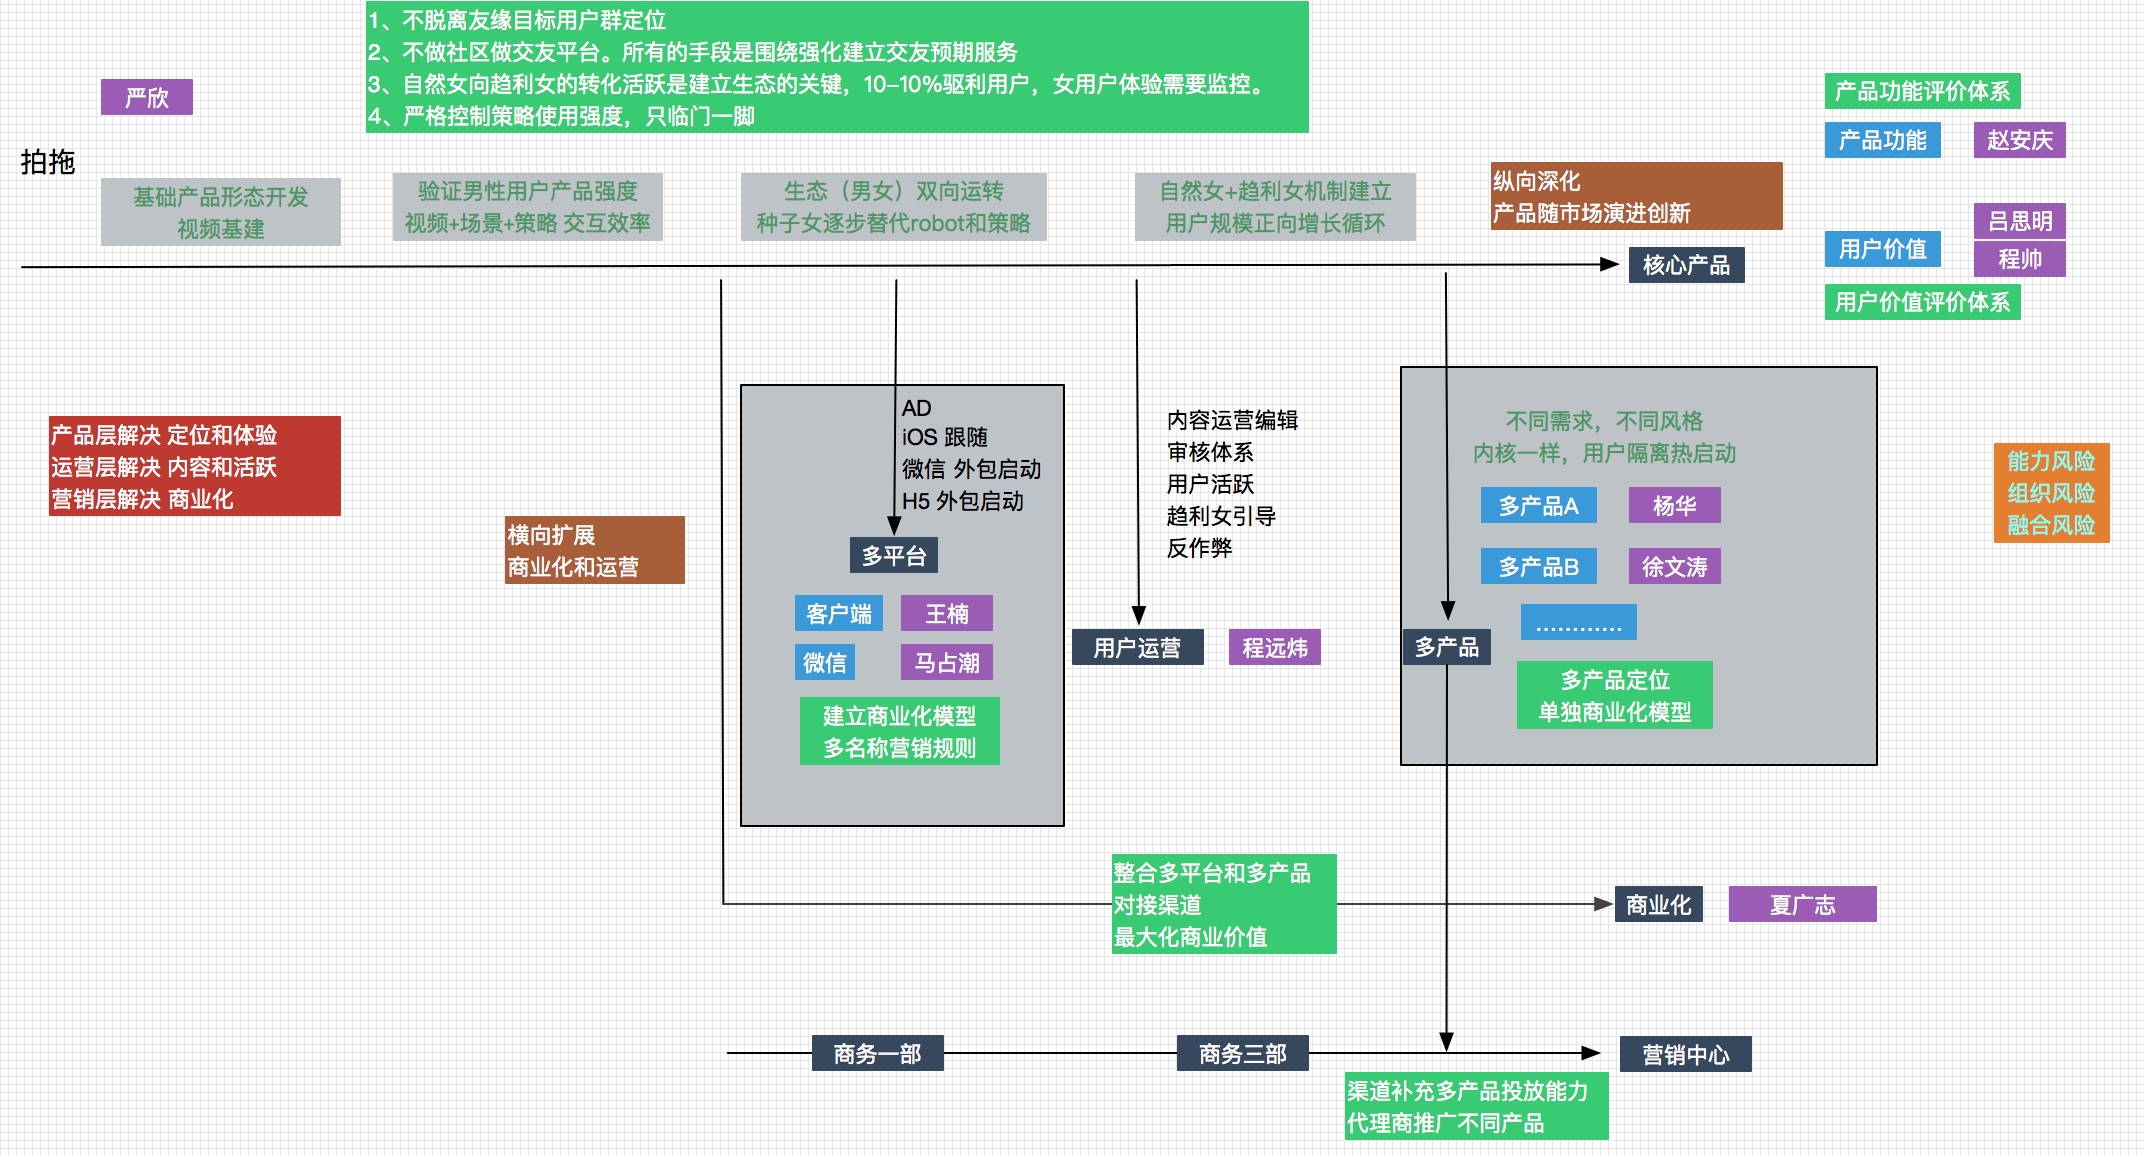 1、不脱离友缘目标用户群定位
2、不做社区做交友平台。所有的手段是围绕强化建立交友预期服务
3、自然女向趋利女的转化活跃是建立生态的关键，10-10%驱利用户，女用户体验需要监控。
4、严格控制策略使用强度，只临门一脚
严欣
拍拖
基础产品形态开发
视频基建
验证男性用户产品强度
视频+场景+策略 交互效率
生态（男女）双向运转
种子女逐步替代robot和策略
自然女+趋利女机制建立
用户规模正向增长循环
纵向深化
产品随市场演进创新
核心产品
产品功能评价体系
产品功能
赵安庆
吕思明
用户价值
程帅
用户价值评价体系
产品层解决 定位和体验
运营层解决 内容和活跃
营销层解决 商业化
横向扩展
商业化和运营
AD
iOS 跟随
微信 外包启动
H5 外包启动
多平台
客户端
王楠
微信
马占潮
建立商业化模型
多名称营销规则
内容运营编辑
审核体系
用户活跃
趋利女引导
反作弊
用户运营
程远炜
不同需求，不同风格
内核一样，用户隔离热启动
多产品A
杨华
多产品B
徐文涛
…………
多产品
多产品定位
单独商业化模型
能力风险
组织风险
融合风险
整合多平台和多产品
对接渠道
最大化商业价值
商业化
夏广志
商务一部
商务三部
营销中心
渠道补充多产品投放能力
代理商推广不同产品